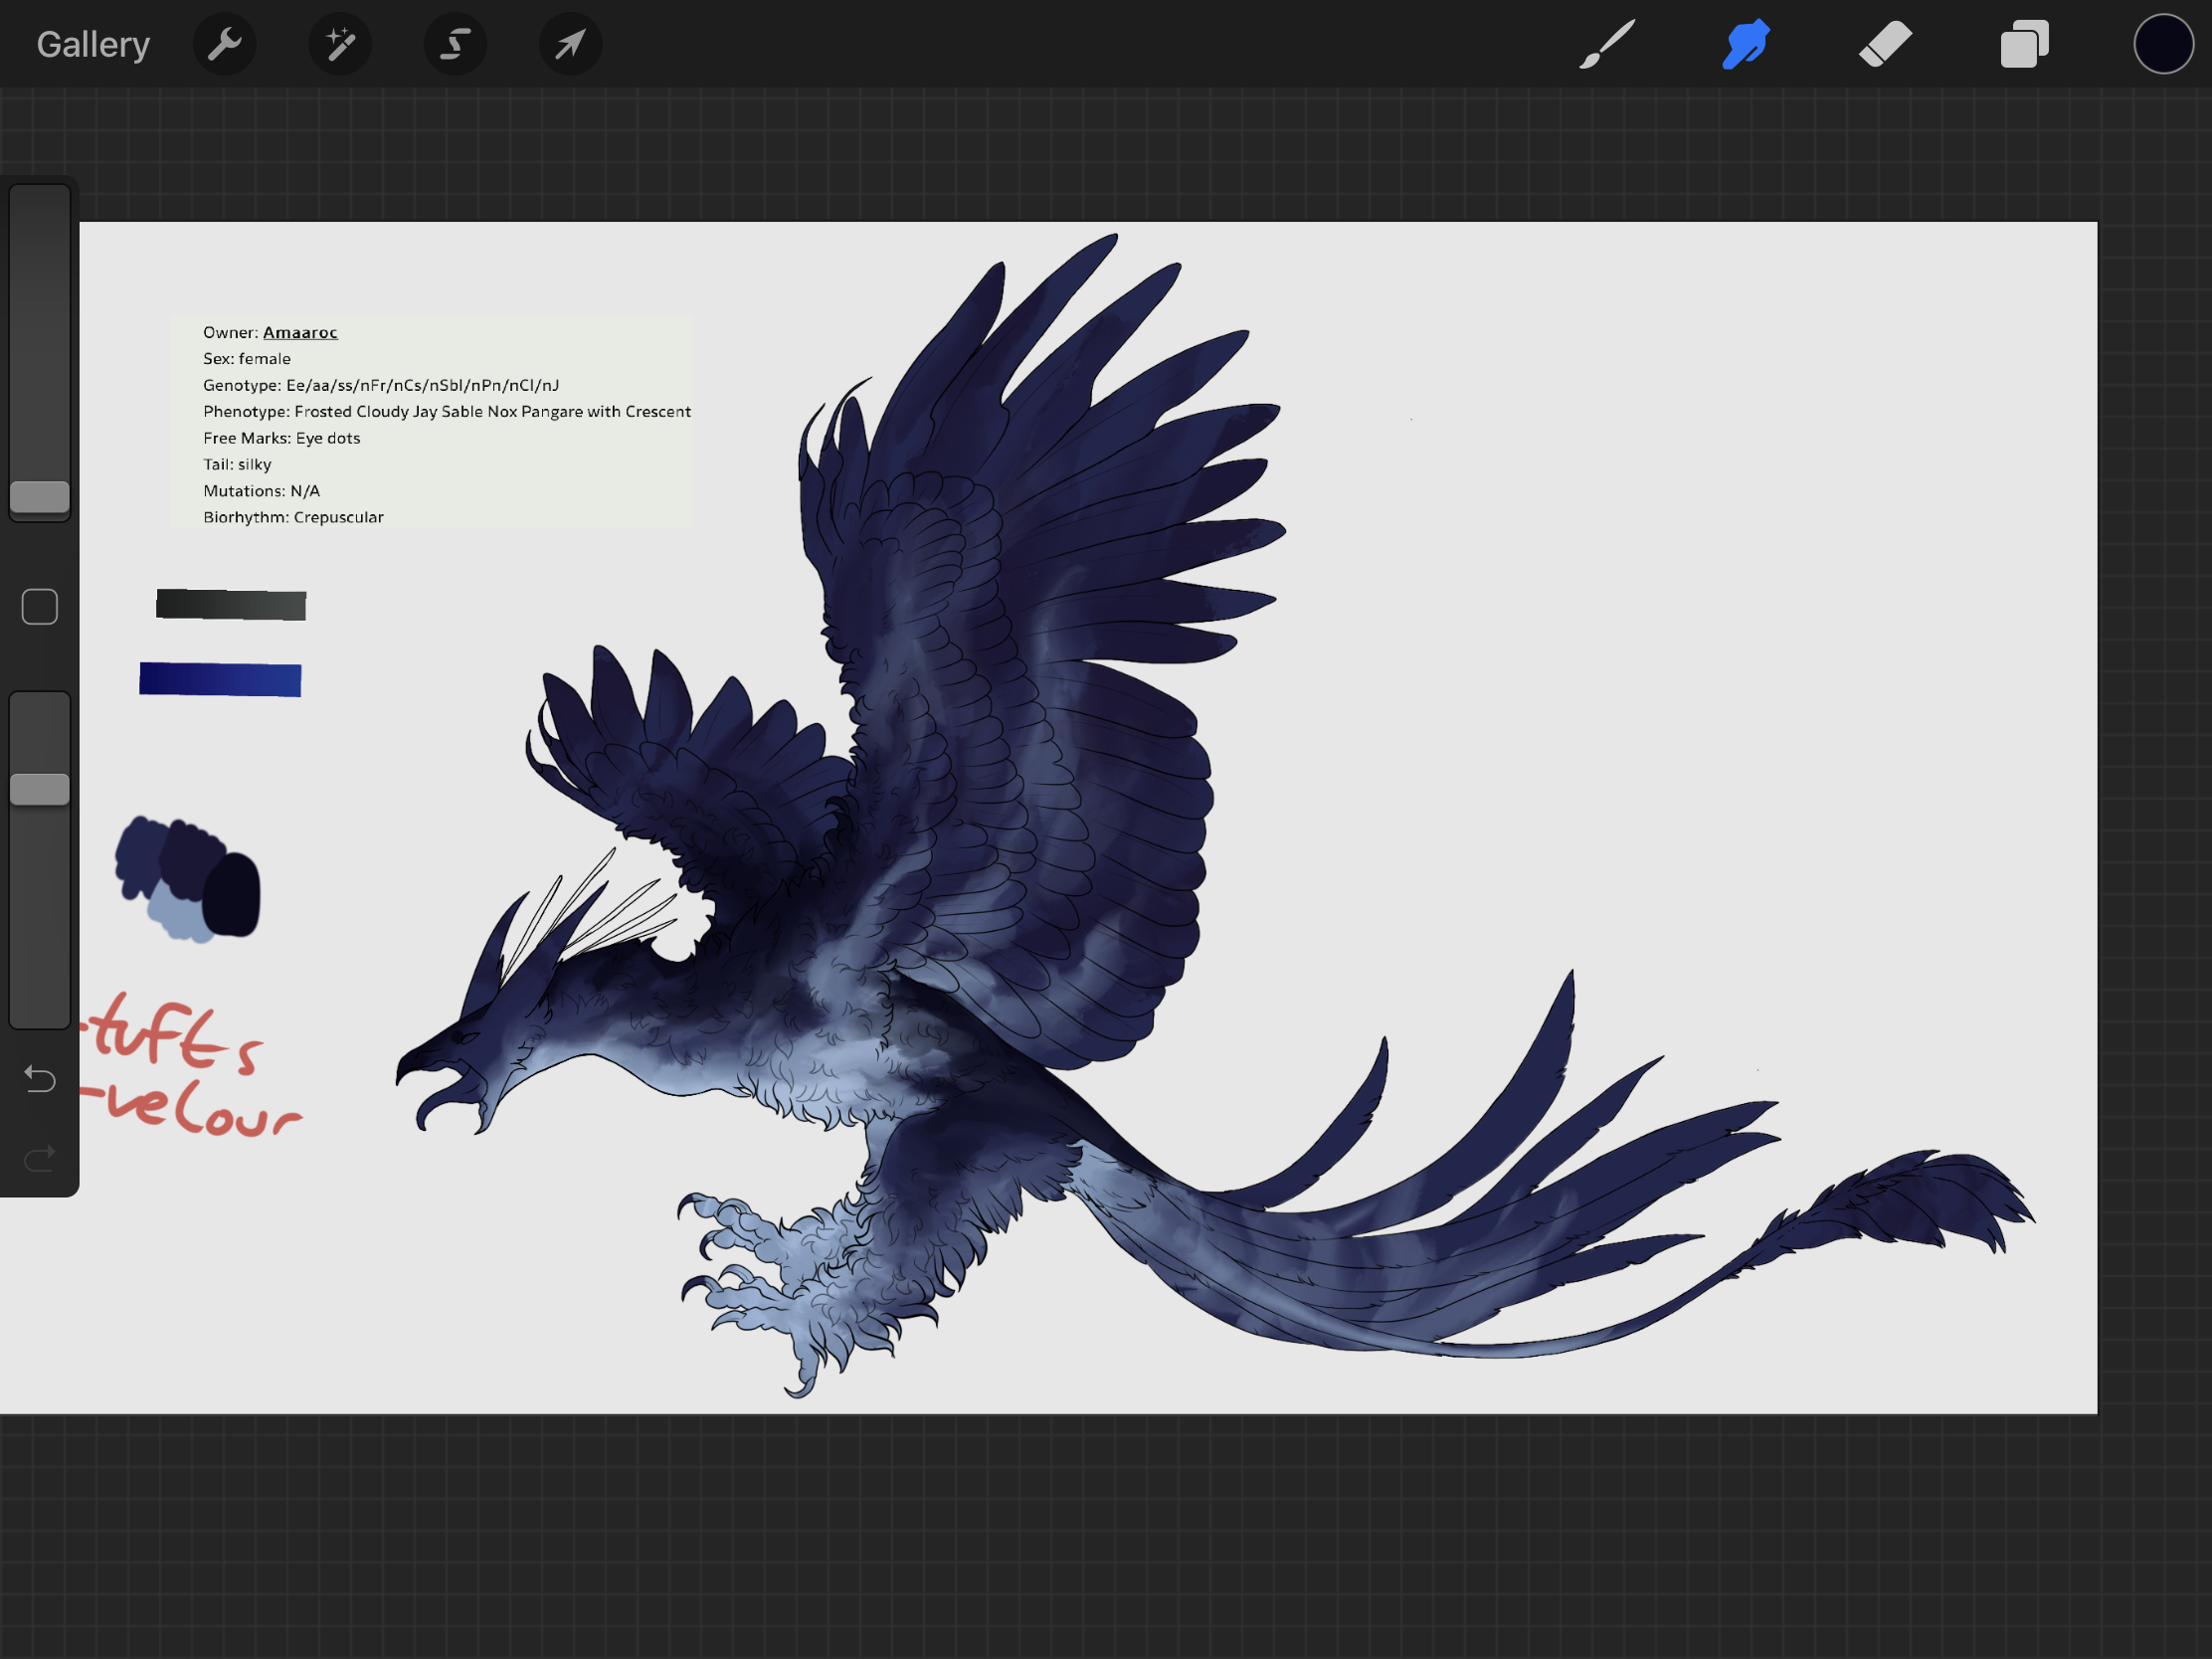 Gallery
Owner: Amaaroc
Sex: female
Genotype: Ee/aa/ss/nFr/nCs/nSbl/nPn/nCl/nJ
Phenotype: Frosted Cloudy Jay Sable Nox Pangare with Crescent
Free Marks: Eye dots
Tail: silky
Mutations: N/A
Biorhythm: Crepuscular
-tufts
-velour